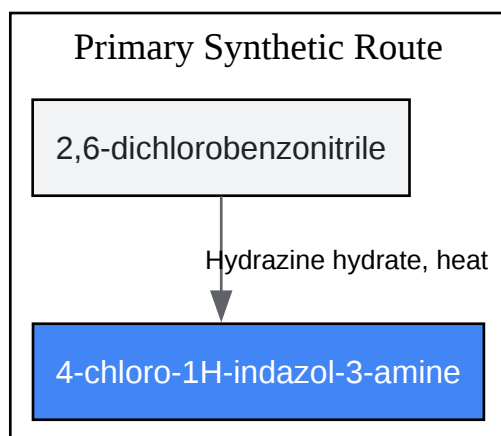 Primary Synthetic Route
2,6-dichlorobenzonitrile
Hydrazine hydrate, heat
4-chloro-1H-indazol-3-amine